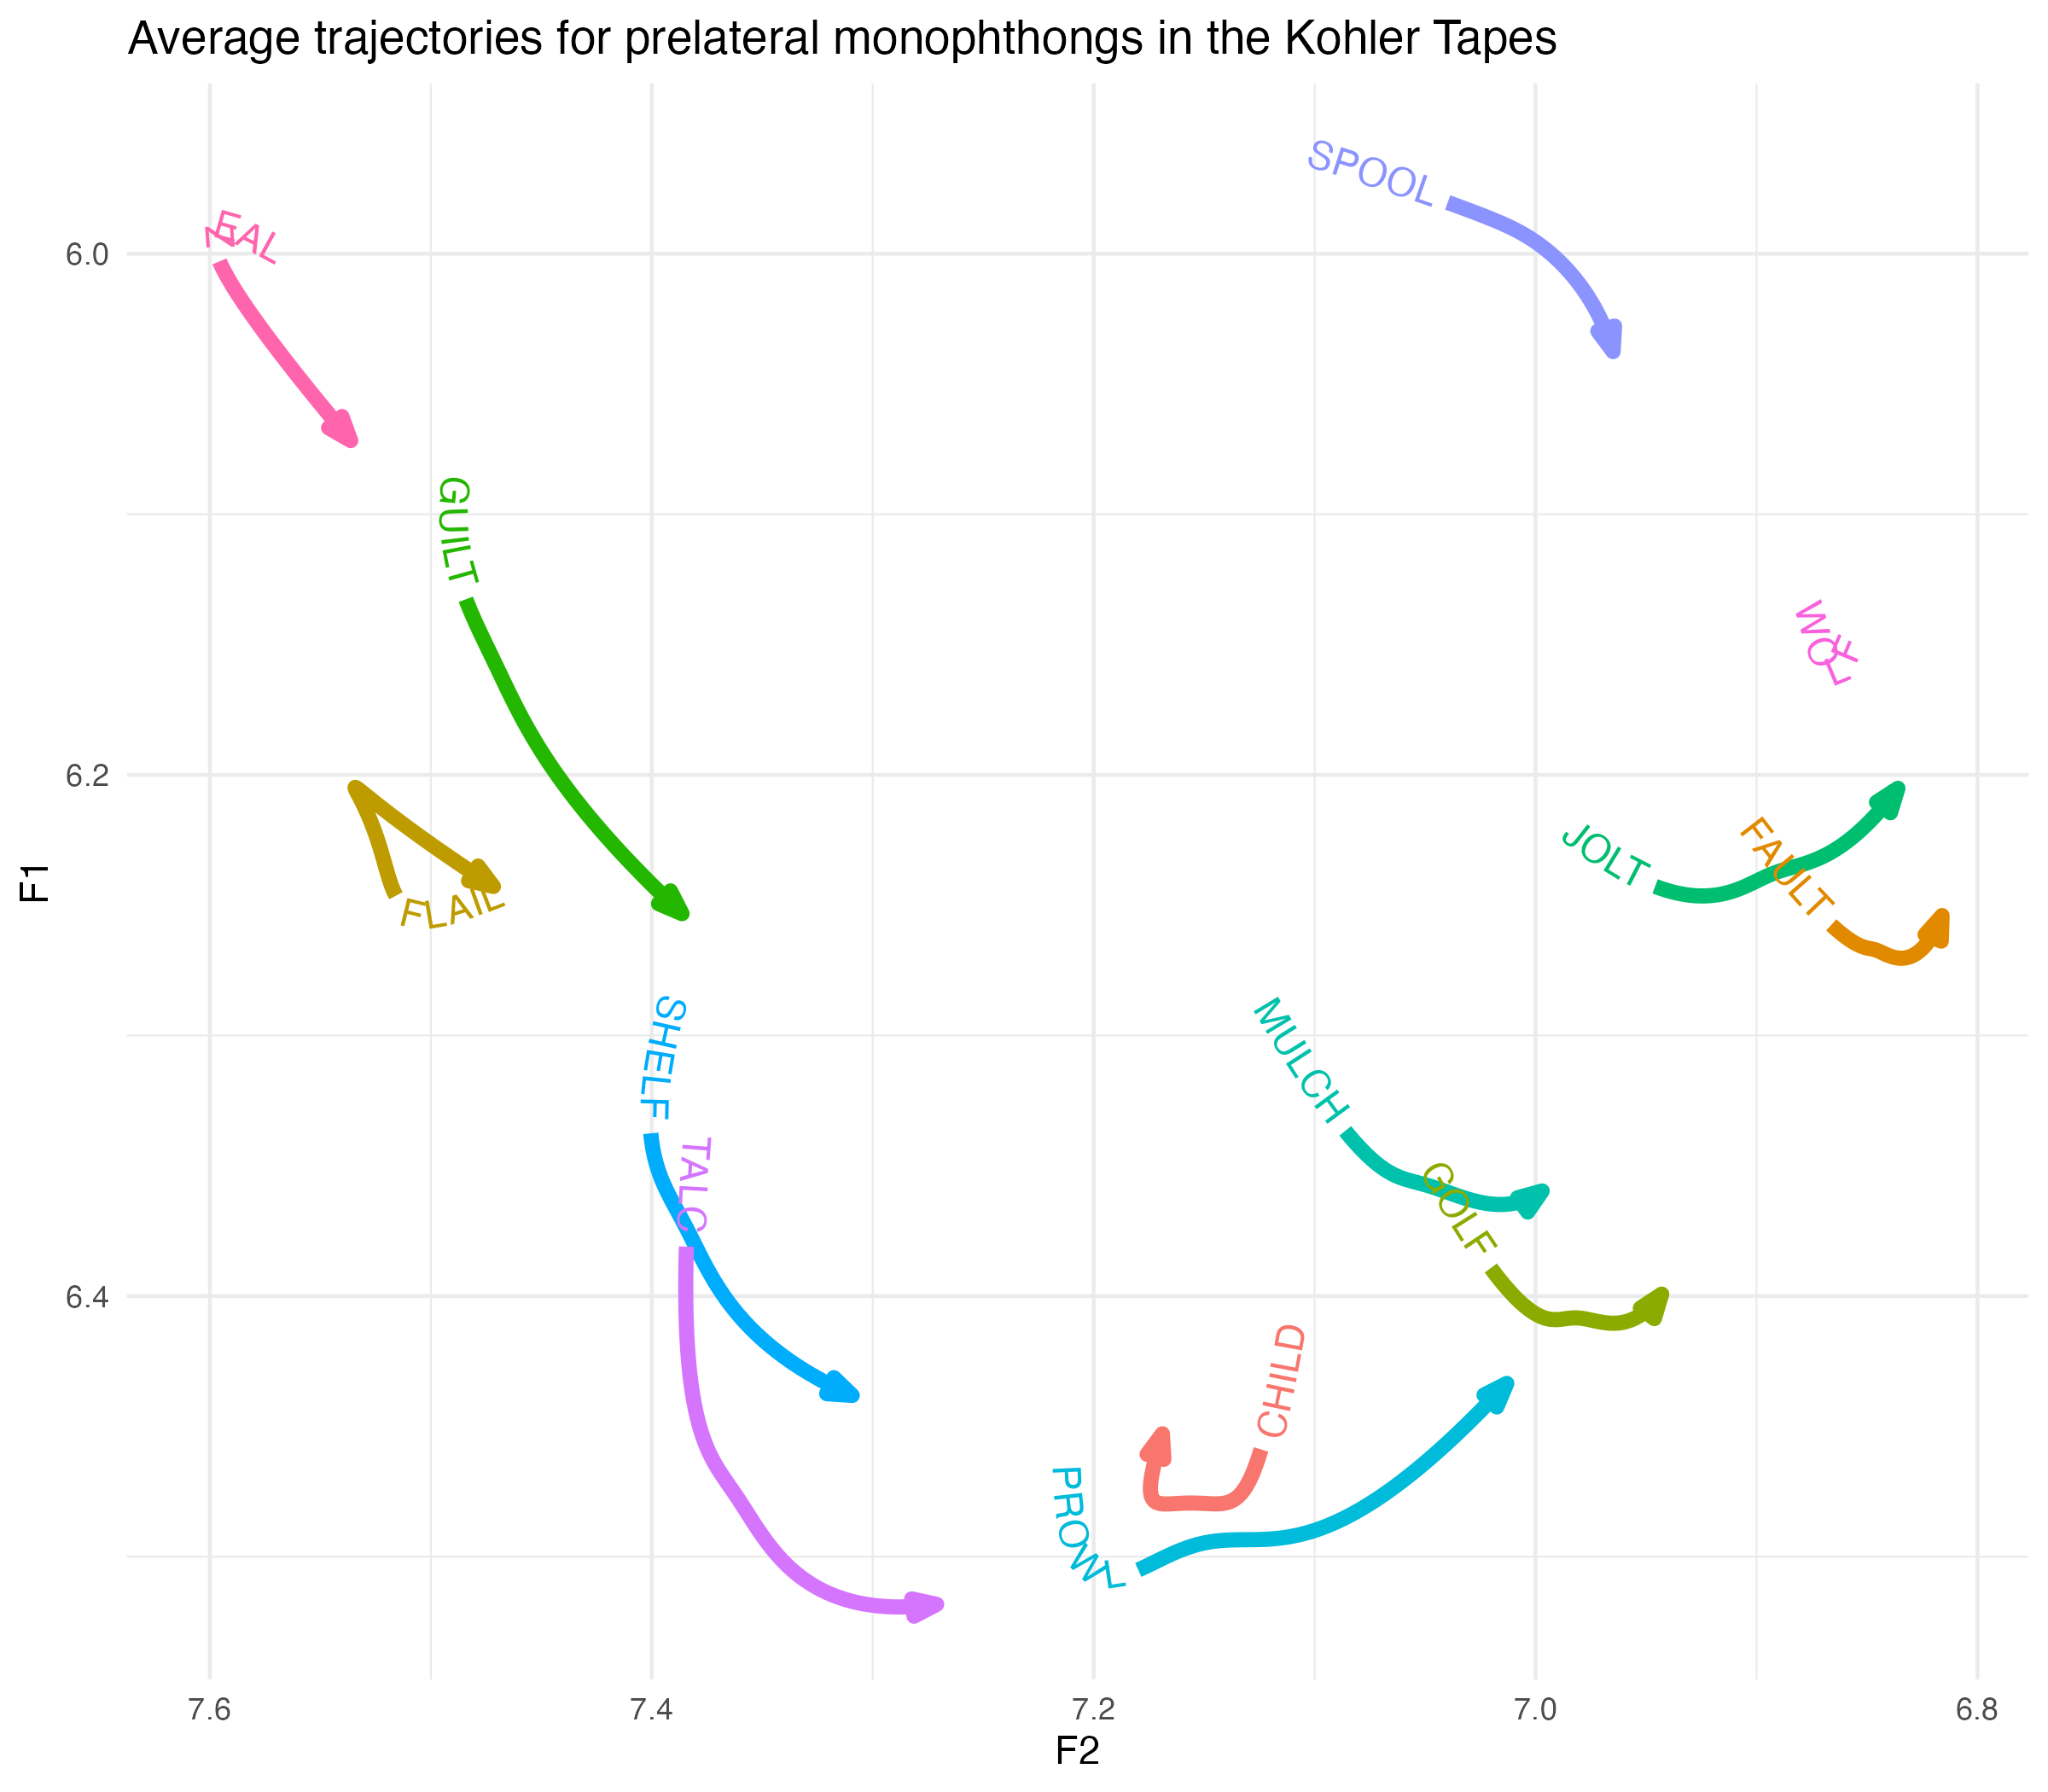 Average trajectories for prelateral monophthongs in the Kohler Tapes
SPOOL
6.0
GUILT
6.2
JOLT
FAULT
FLAIL
F1
SHELF
MULCH
TALC
GOLF
6.4
CHILD
PROWL
7.6
7.4
7.2
7.0
6.8
F2